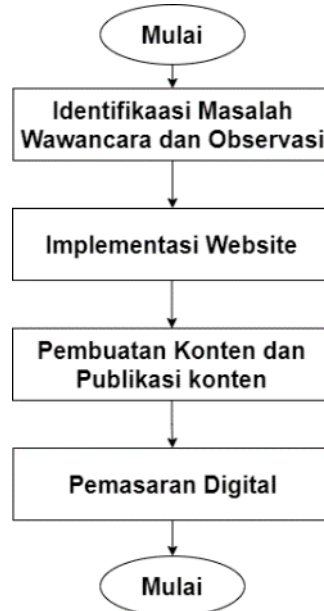 Mulai
Identifikaasi Masalah
Wawancara dan Observasi
Implementasi Website
Pembuatan Konten dan
Publikasi konten
Pemasaran Digital
Mulai